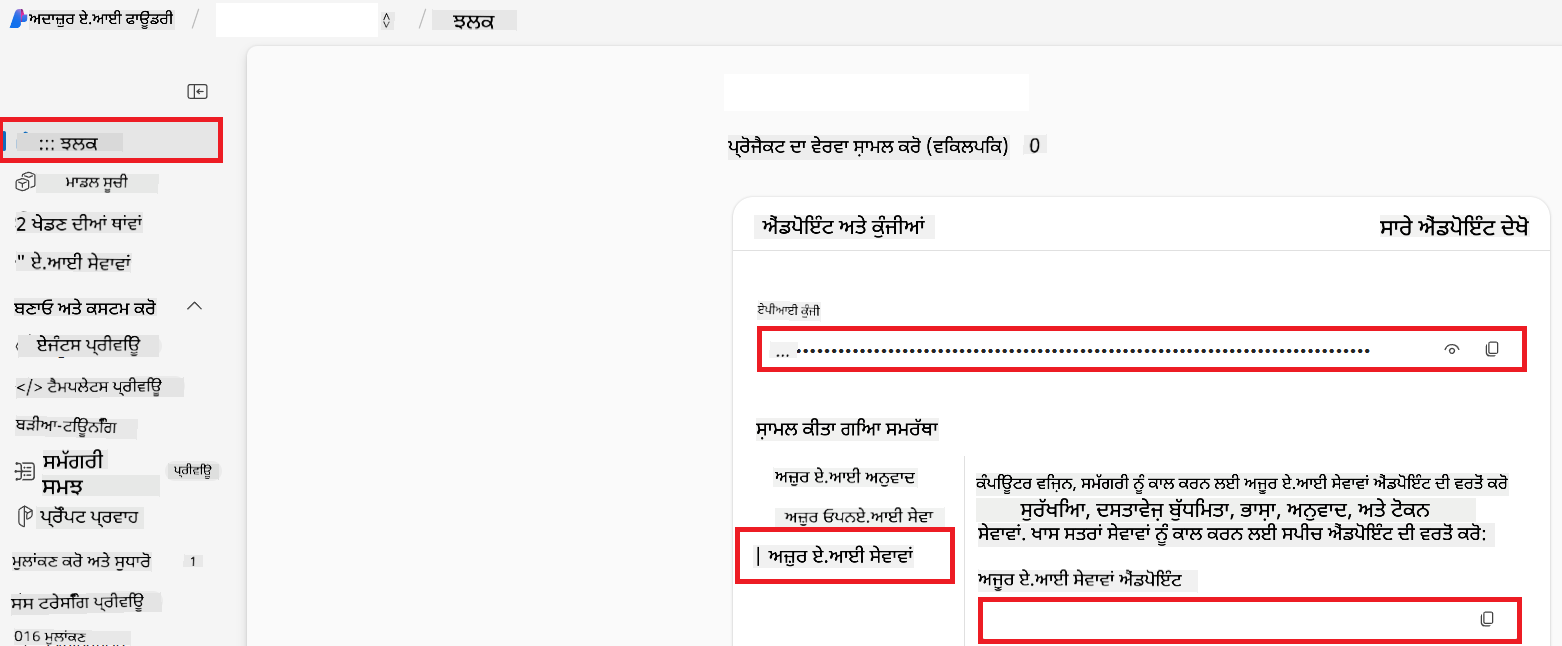 ਅਦਾਜ਼ੁਰ ਏ.ਆਈ ਫਾਊਂਡਰੀ / / ਝਲਕ
::: ਝਲਕ
ਮਾਡਲ ਸੂਚੀ
2 ਖੇਡਣ ਦੀਆਂ ਥਾਂਵਾਂ
" ਏ.ਆਈ ਸੇਵਾਵਾਂ
ਬਣਾਓ ਅਤੇ ਕਸਟਮ ਕਰੋ
ਏਜੰਟਸ ਪ੍ਰੀਵਿਊ
</> ਟੈਮਪਲੇਟਸ ਪ੍ਰੀਵਿਊ
ਬੜੀਆ-ਟਿਊਨਿੰਗ
ਸਮੱਗਰੀ
ਸਮਝ
ਪ੍ਰੀਵਿਊ
ਪ੍ਰੌਂਪਟ ਪ੍ਰਵਾਹ
ਮੁਲਾਂਕਣ ਕਰੋ ਅਤੇ ਸੁਧਾਰੋ 1
ਸਸ ਟਰੇਸਿੰਗ ਪ੍ਰੀਵਿਊ
016 ਮੁਲਾਂਕਣ
ਪ੍ਰੋਜੈਕਟ ਦਾ ਵੇਰਵਾ ਸ਼ਾਮਲ ਕਰੋ (ਵਿਕਲਪਿਕ) 0
ਐਂਡਪੋਇੰਟ ਅਤੇ ਕੁੰਜੀਆਂ
ਸਾਰੇ ਐਂਡਪੋਇੰਟ ਦੇਖੋ
ਏਪੀਆਈ ਕੁੰਜੀ
...
ਸ਼ਾਮਲ ਕੀਤਾ ਗਿਆ ਸਮਰੱਥਾ
ਅਜ਼ੁਰ ਏ.ਆਈ ਅਨੁਵਾਦ
ਅਜ਼ੁਰ ਓਪਨਏ.ਆਈ ਸੇਵਾ
| ਅਜ਼ੁਰ ਏ.ਆਈ ਸੇਵਾਵਾਂ
ਕੰਪਿਊਟਰ ਵਿਜ਼ਿਨ, ਸਮੱਗਰੀ ਨੂੰ ਕਾਲ ਕਰਨ ਲਈ ਅਜ਼ੂਰ ਏ.ਆਈ ਸੇਵਾਵਾਂ ਐਂਡਪੋਇੰਟ ਦੀ ਵਰਤੋਂ ਕਰੋ
ਸੁਰੱਖਿਆ, ਦਸਤਾਵੇਜ਼ ਬੁੱਧਮਿਤਾ, ਭਾਸ਼ਾ, ਅਨੁਵਾਦ, ਅਤੇ ਟੋਕਨ
ਸੇਵਾਵਾਂ. ਖਾਸ ਸਤਰਾਂ ਸੇਵਾਵਾਂ ਨੂੰ ਕਾਲ ਕਰਨ ਲਈ ਸਪੀਚ ਐਂਡਪੋਇੰਟ ਦੀ ਵਰਤੋਂ ਕਰੋ:
ਅਜ਼ੂਰ ਏ.ਆਈ ਸੇਵਾਵਾਂ ਐਂਡਪੋਇੰਟ